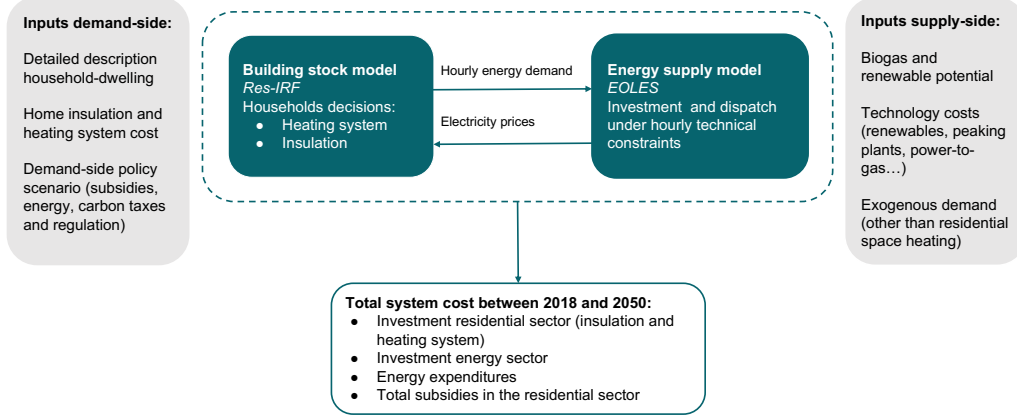 Inputs demand-side:
Detailed description
household-dwelling
Home insulation and
heating system cost
Demand-side policy
scenario (subsidies,
energy, carbon taxes
and regulation)
Building stock model
Res-IRF
Households decisions:
● Heating system
● Insulation
Hourly energy demand
Electricity prices
Energy supply model
EOLES
Investment and dispatch
under hourly technical
constraints
Inputs supply-side:
Biogas and
renewable potential
Technology costs
(renewables, peaking
plants, power-to-
gas…)
Exogenous demand
(other than residential
space heating)
Total system cost between 2018 and 2050:
● Investment residential sector (insulation and
heating system)
● Investment energy sector
● Energy expenditures
● Total subsidies in the residential sector